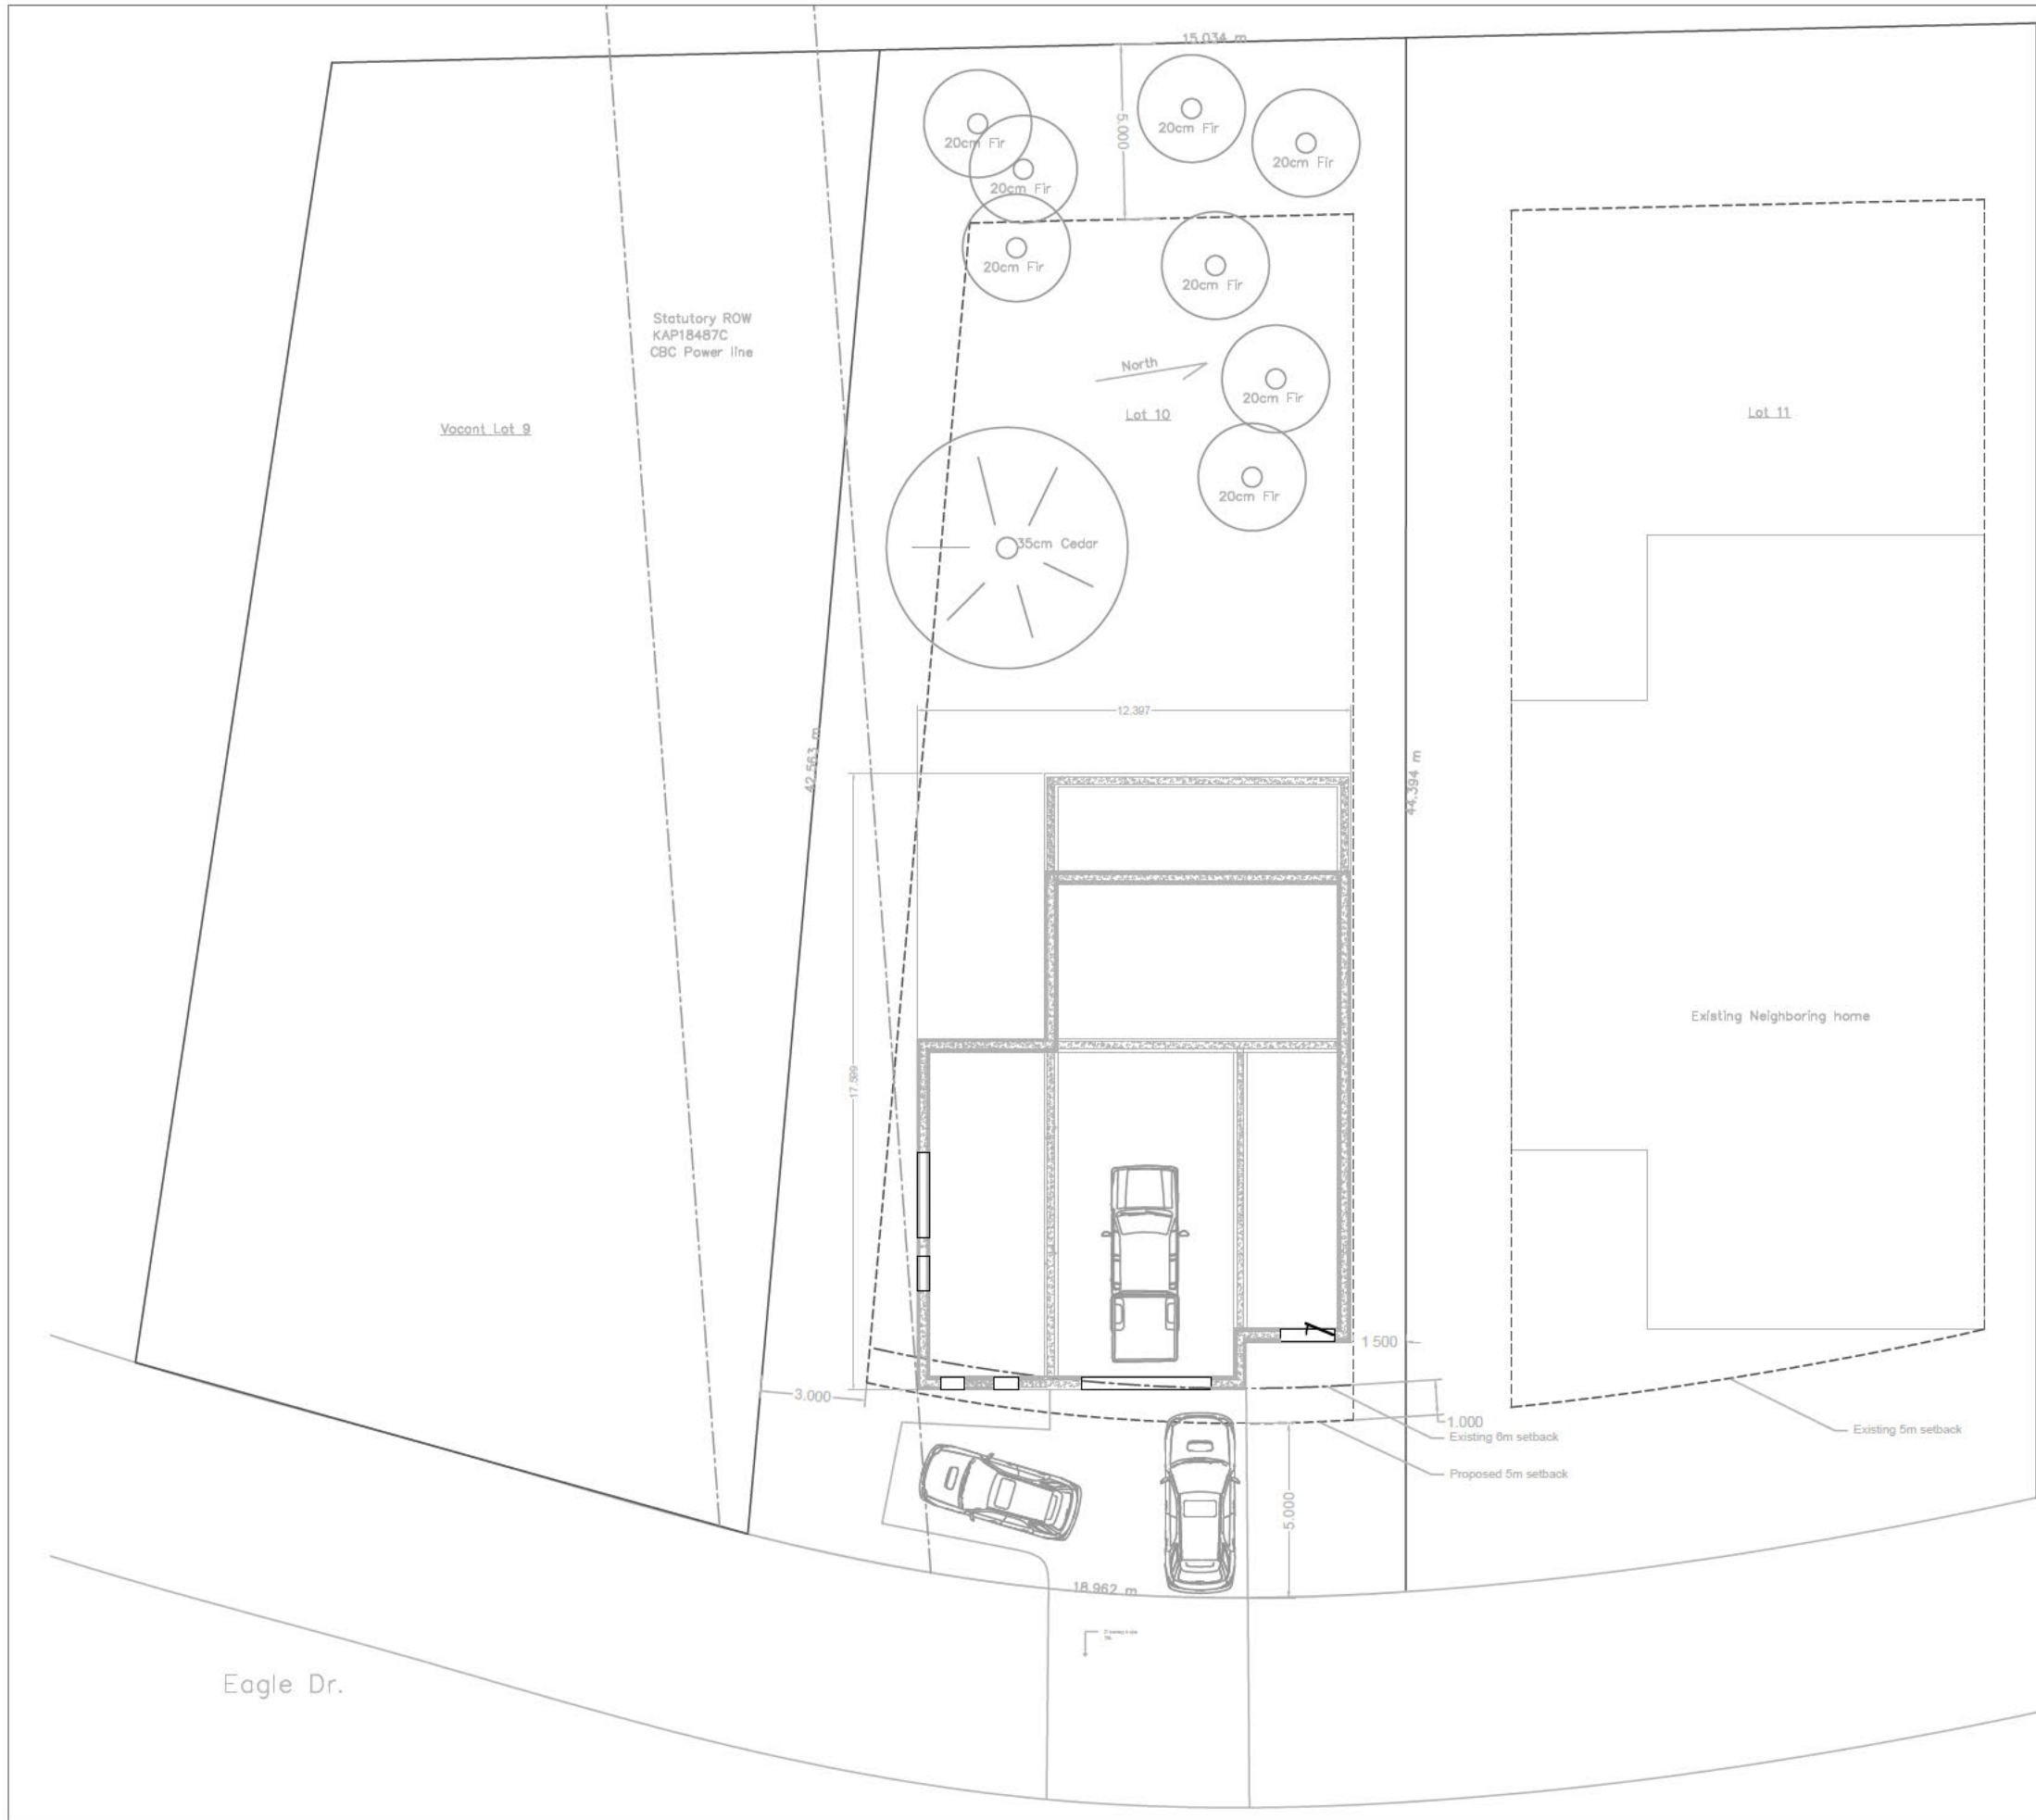 15.034 m
5.000
20cm Fir
20cm Fir
20cm Fir
20cm Fir
20cm Fir
20cm Fir
20cm Fir
20cm Fir
Statutory ROW
KAP18487C
CBC Power line
North
Lot 10
Vacant Lot 9
Lot 11
35cm Cedar
12.397
42.563 m
44.394 m
17.599
Existing Neighboring home
1 500
3.000
1.000
Existing 6m setback
Existing 5m setback
Proposed 5m setback
5.000
18.962 m
Eagle Dr.